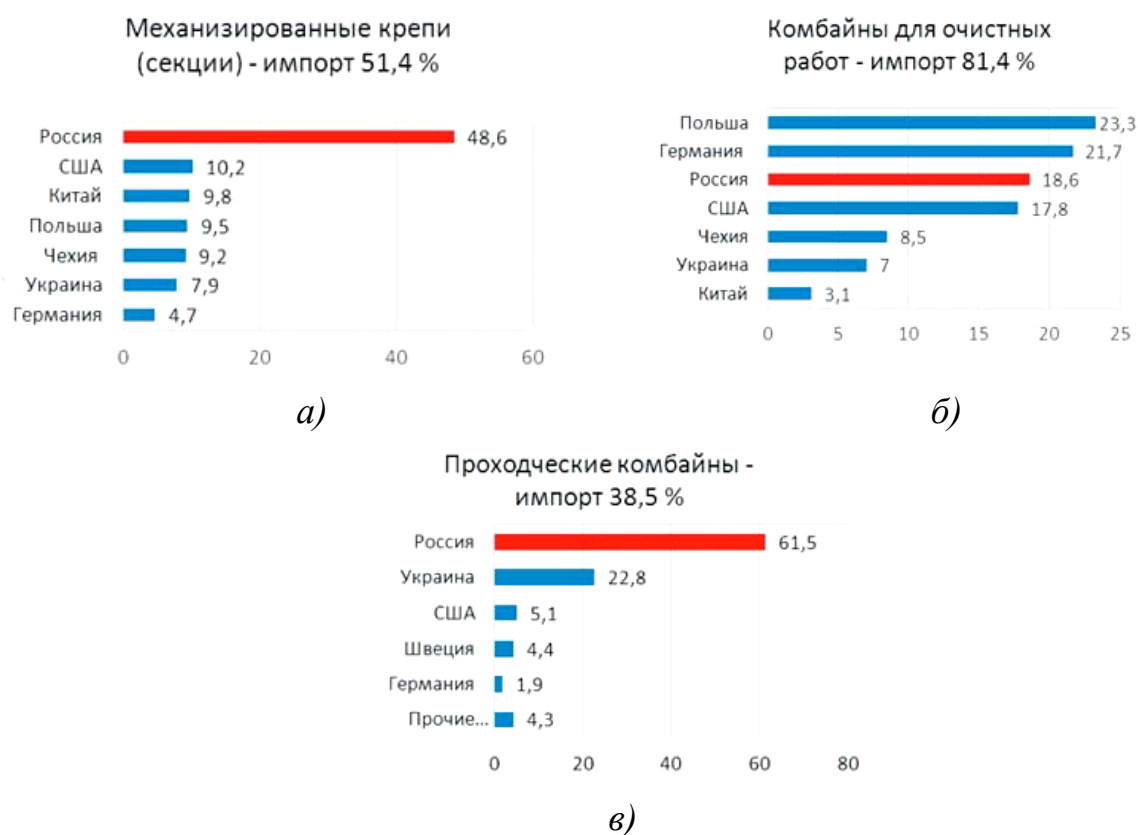 Механизированные крепи
(секции) - импорт 51,4 %
Россия 48,6
США 10,2
Китай 9,8
Польша 9,5
Чехия 9,2
Украина 7,9
Германия 4,7
0 20 40 60
а)
Комбайны для очистных
работ - импорт 81,4 %
Польша 23,3
Германия 21,7
Россия 18,6
США 17,8
Чехия 8,5
Украина 7
Китай 3,1
0 5 10 15 20 25
б)
Проходческие комбайны -
импорт 38,5 %
Россия 61,5
Украина 22,8
США 5,1
Швеция 4,4
Германия 1,9
Прочие... 4,3
0 20 40 60 80
в)